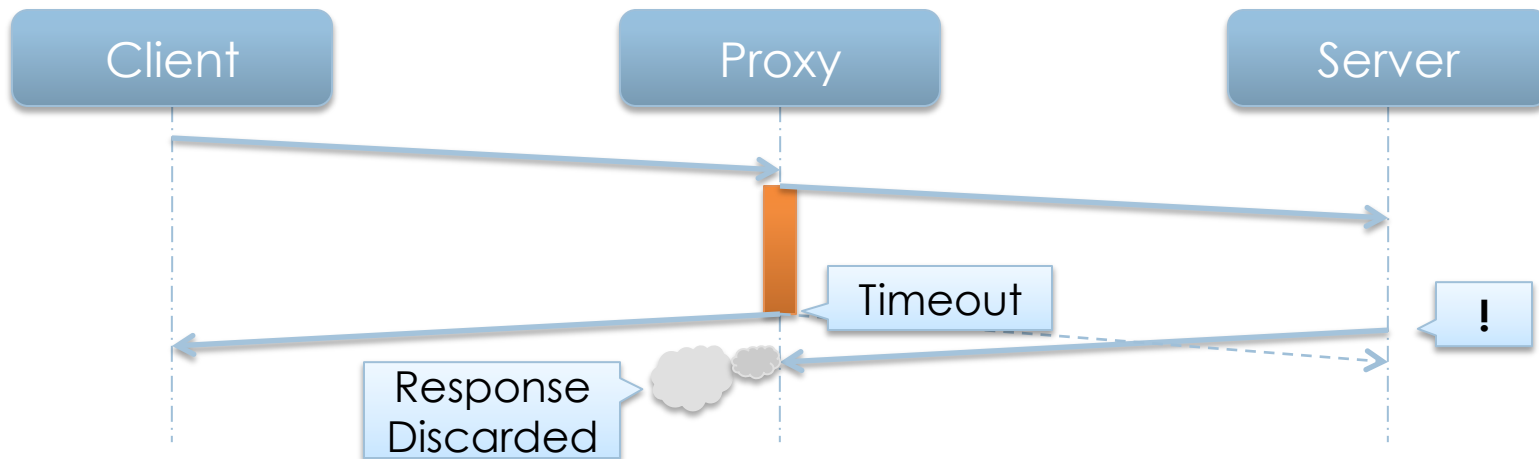 Client
Proxy
Server
Timeout
!
Response
Discarded